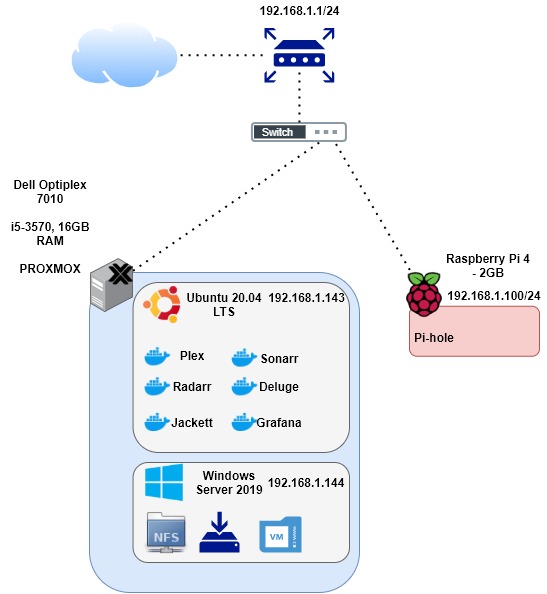 192.168.1.1/24
Switch
Dell Optiplex
7010
i5-3570, 16GB
RAM
PROXMOX
Raspberry Pi 4
- 2GB
192.168.1.100/24
Pi-hole
Ubuntu 20.04
LTS
192.168.1.143
Plex
Sonarr
Radarr
Deluge
Jackett
Grafana
Windows
Server 2019
192.168.1.144
NFS
VM